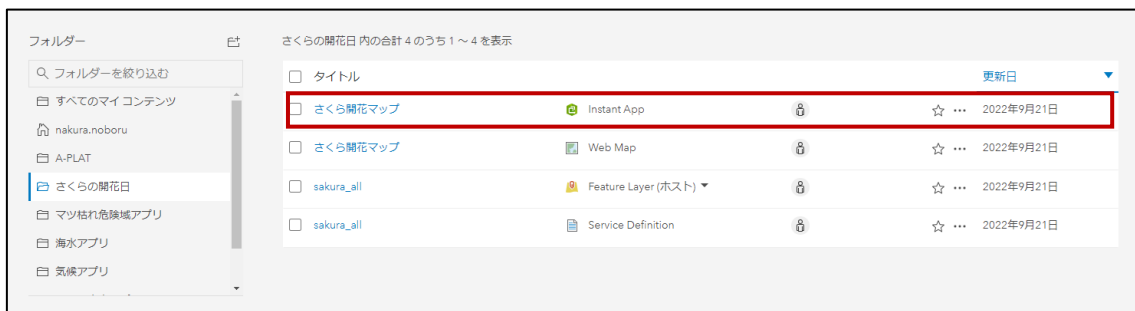 フォルダー
フォルダーを絞り込む
すべてのマイ コンテンツ
nakura.noboru
A-PLAT
さくらの開花日
マツ枯れ危険域アプリ
海水アプリ
気候アプリ
さくらの開花日 内の合計 4 のうち 1 ～ 4 を表示
タイトル 更新日
さくら開花マップ Instant App 2022年9月21日
さくら開花マップ Web Map 2022年9月21日
sakura_all Feature Layer (ホスト) 2022年9月21日
sakura_all Service Definition 2022年9月21日